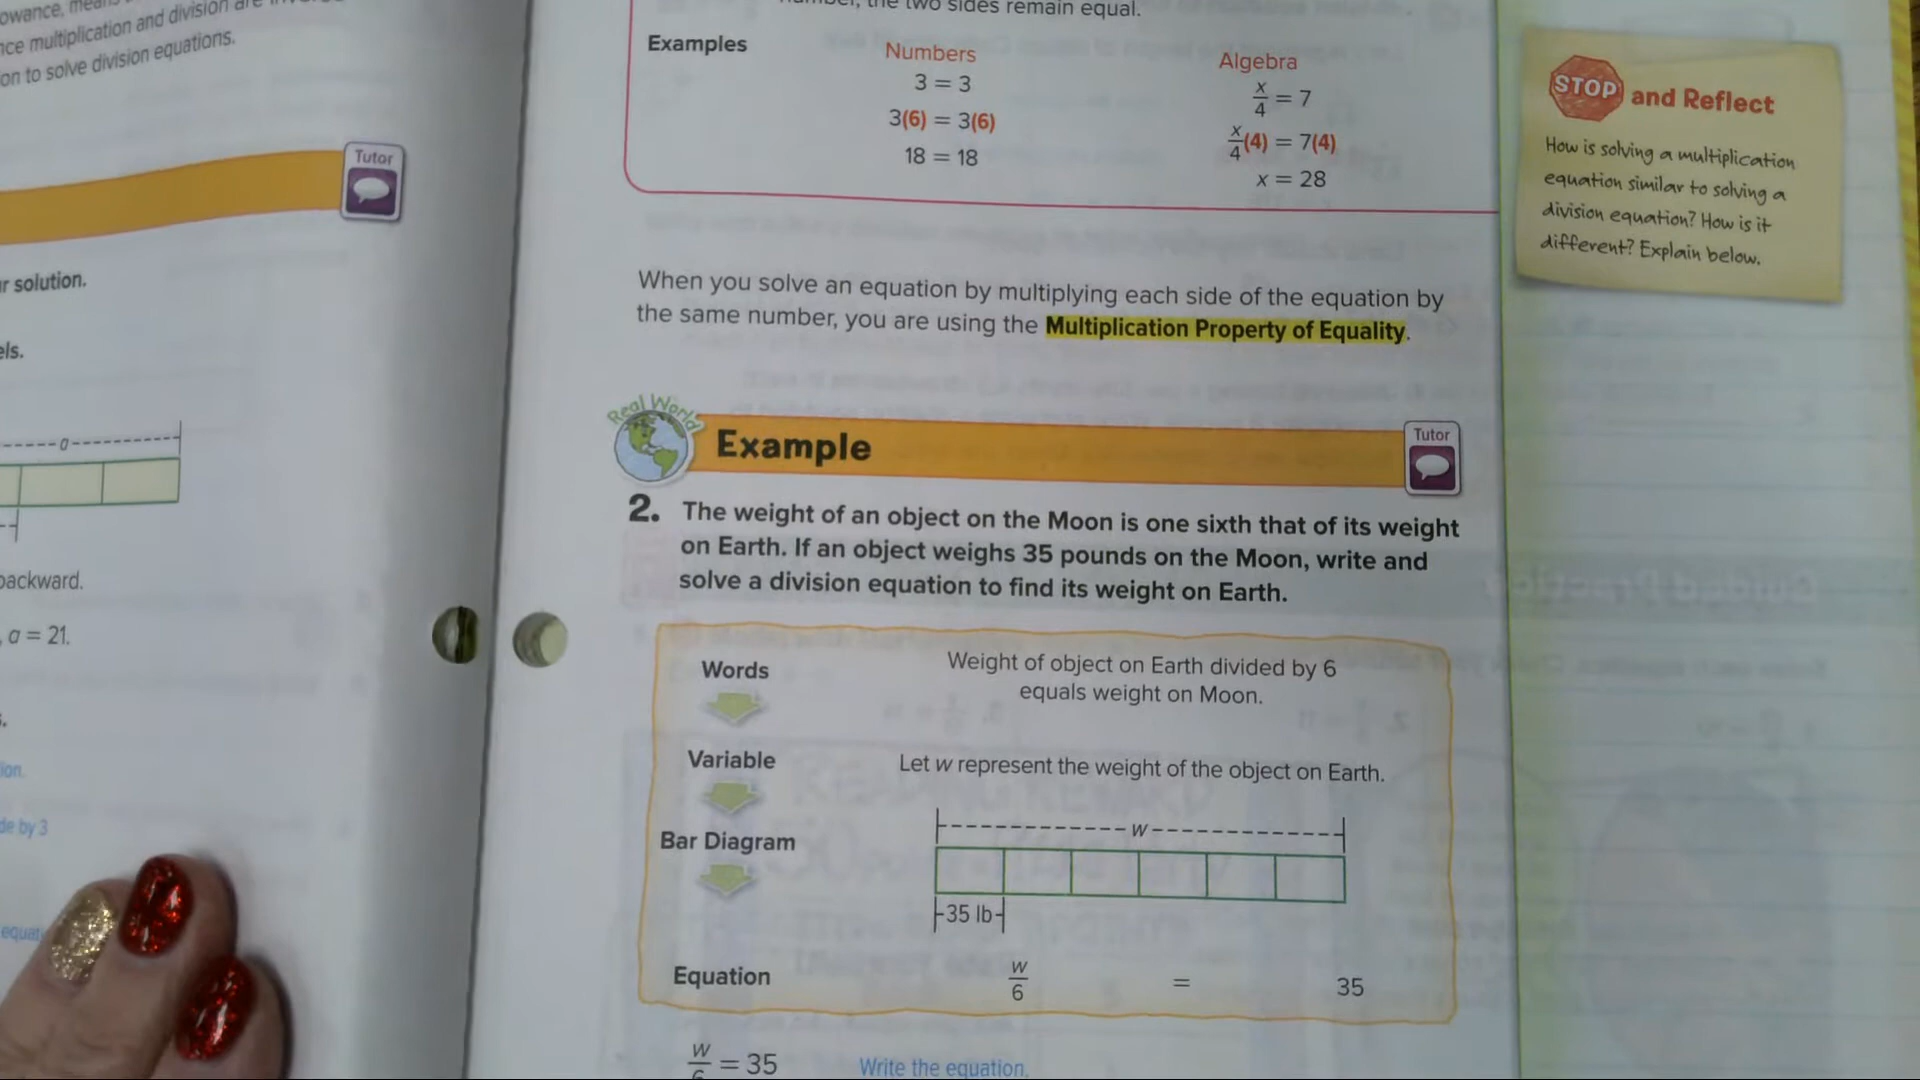 nce multiplication and division are
on to solve division equations.
Tutor
r solution.
els.
a
backward.
a = 21.
ion.
de by 3
the two sides remain equal.
Examples
Numbers
3 = 3
3(6) = 3(6)
18 = 18
Algebra
x/4 = 7
x/4(4) = 7(4)
x = 28
When you solve an equation by multiplying each side of the equation by
the same number, you are using the Multiplication Property of Equality.
Real World
Example
Tutor
2. The weight of an object on the Moon is one sixth that of its weight
on Earth. If an object weighs 35 pounds on the Moon, write and
solve a division equation to find its weight on Earth.
Words
Weight of object on Earth divided by 6
equals weight on Moon.
Variable
Let w represent the weight of the object on Earth.
Bar Diagram
w
35 lb
Equation
w/6 = 35
w/6 = 35 Write the equation.
STOP and Reflect
How is solving a multiplication
equation similar to solving a
division equation? How is it
different? Explain below.